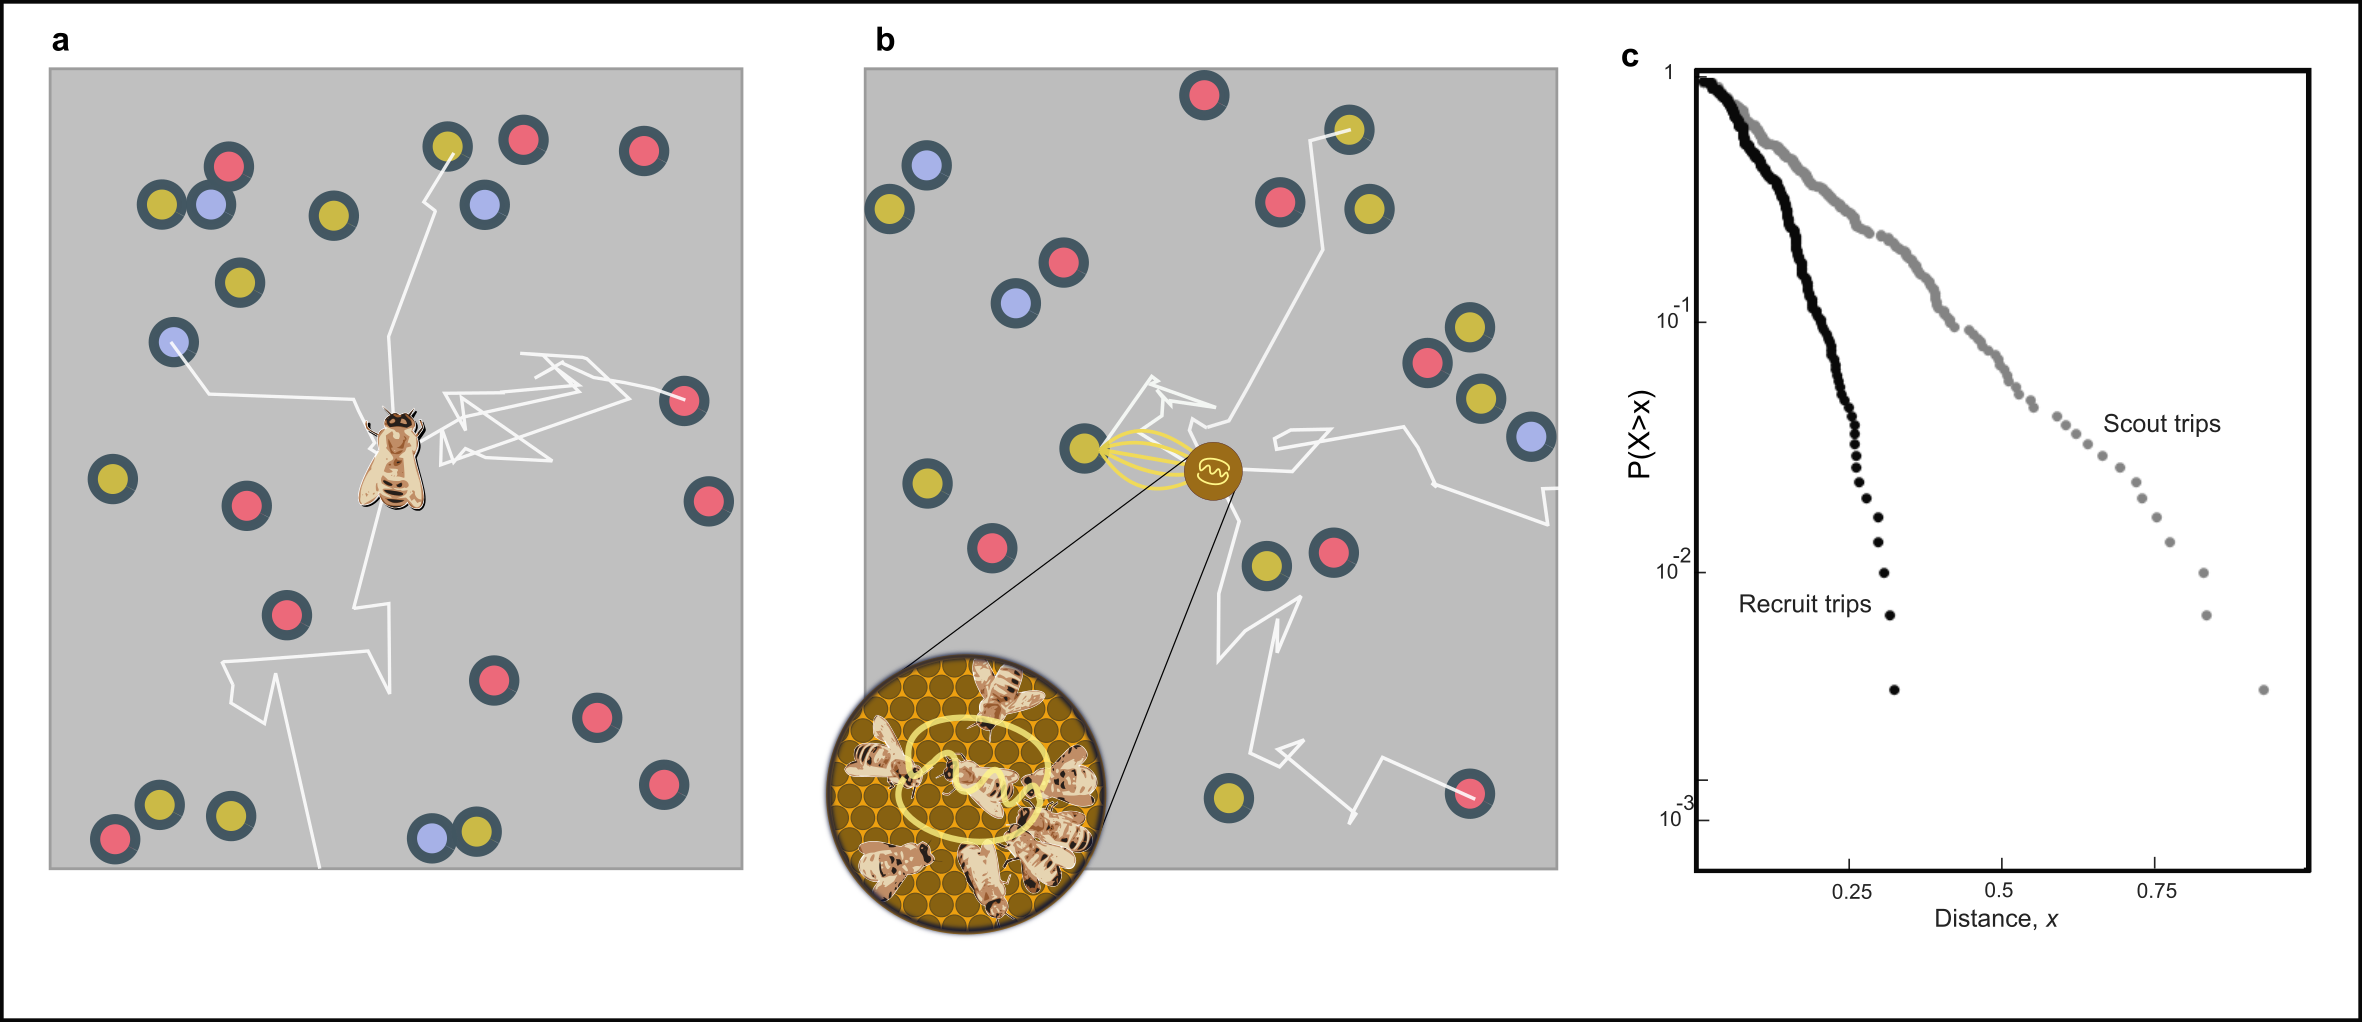 a
b
c
1
10-1
10-2
10-3
P(X>x)
Scout trips
Recruit trips
0.25 0.5 0.75
Distance, x